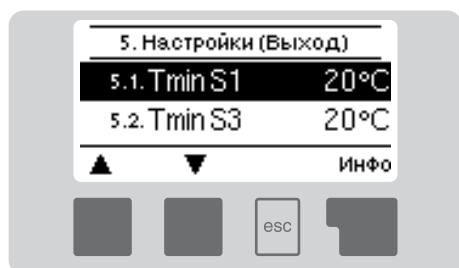 5. Настройки (Выход)
5.1. Tmin S1 20°C
5.2. Tmin S3 20°C
▲ ▼ Инфо
esc